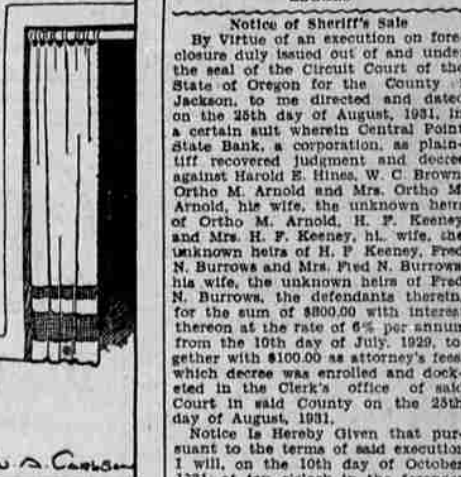 Notice of Sheriff's Sale
By Virtue of an execution on fore-
closure duly issued out of and unde
the seal of the Circuit Court of the
State of Oregon for the County
Jackson, to me directed and dated
on the 25th day of August, 1931, in
a certain suit wherein Central Point
State Bank, a corporation, as plain-
tiff recovered judgment and decree
against Harold E. Hines, W. C. Brown
Ortho M. Arnold and Mrs. Ortho M
Arnold, his wife, the unknown heirs
of Ortho M. Arnold, H. F. Keeney
and Mrs. H. F. Keeney, hi.. wife, the
unknown heirs of H. F Keeney, Fred
N. Burrows and Mrs. Fred N. Burrows
his wife, the unknown heirs of Fred
N. Burrows, the defendants therein,
for the sum of $800.00 with interes
thereon at the rate of 6% per annum
from the 10th day of July, 1929, to-
gether with $100.00 as attorney's fees
which decree was enrolled and dock-
eted in the Clerk's office of said
Court in said County on the 25th
day of August, 1931.
Notice Is Hereby Given that pur-
suant to the terms of said execution
I will, on the 10th day of October
Carlson